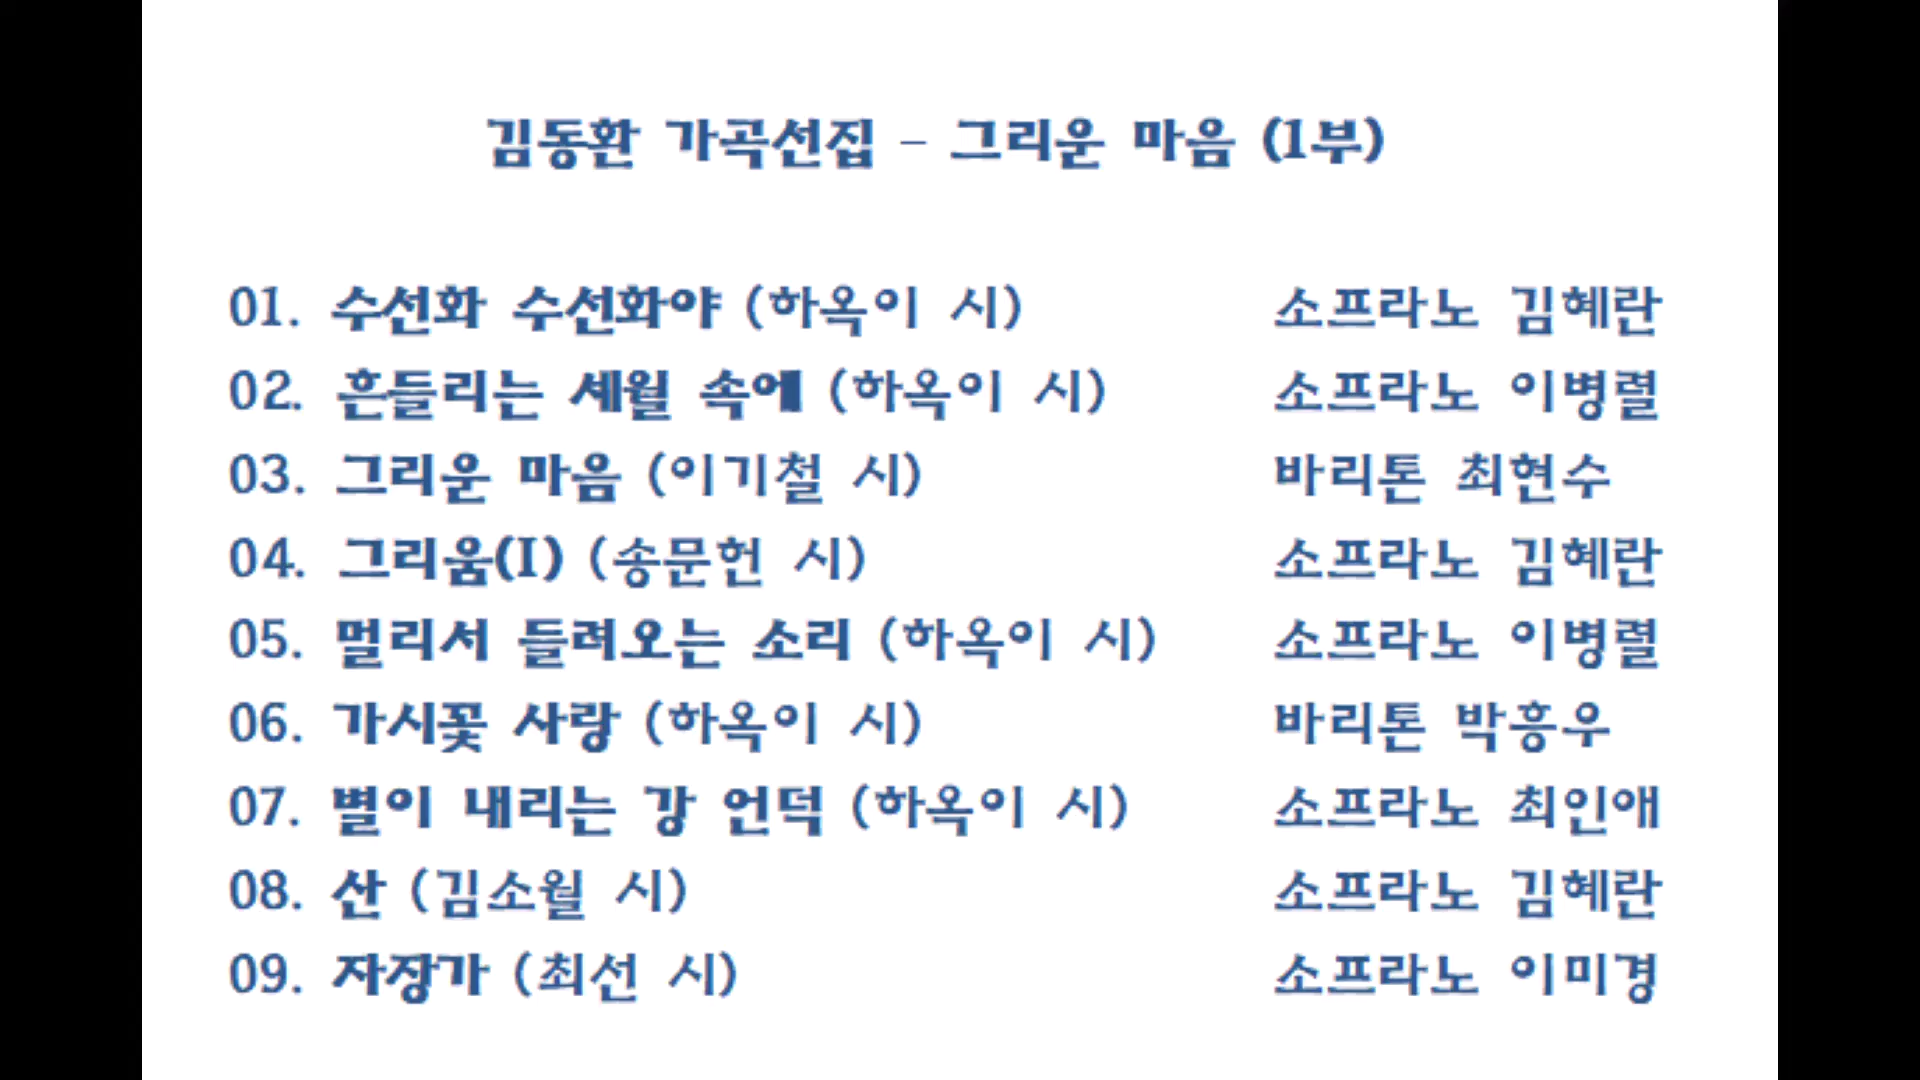 김동환 가곡선집 – 그리운 마음 (1부)
01. 수선화 수선화야 (하옥이 시) 소프라노 김혜란
02. 흔들리는 세월 속에 (하옥이 시) 소프라노 이병렬
03. 그리운 마음 (이기철 시) 바리톤 최현수
04. 그리움(I) (송문헌 시) 소프라노 김혜란
05. 멀리서 들려오는 소리 (하옥이 시) 소프라노 이병렬
06. 가시꽃 사랑 (하옥이 시) 바리톤 박흥우
07. 별이 내리는 강 언덕 (하옥이 시) 소프라노 최인애
08. 산 (김소월 시) 소프라노 김혜란
09. 자장가 (최선 시) 소프라노 이미경